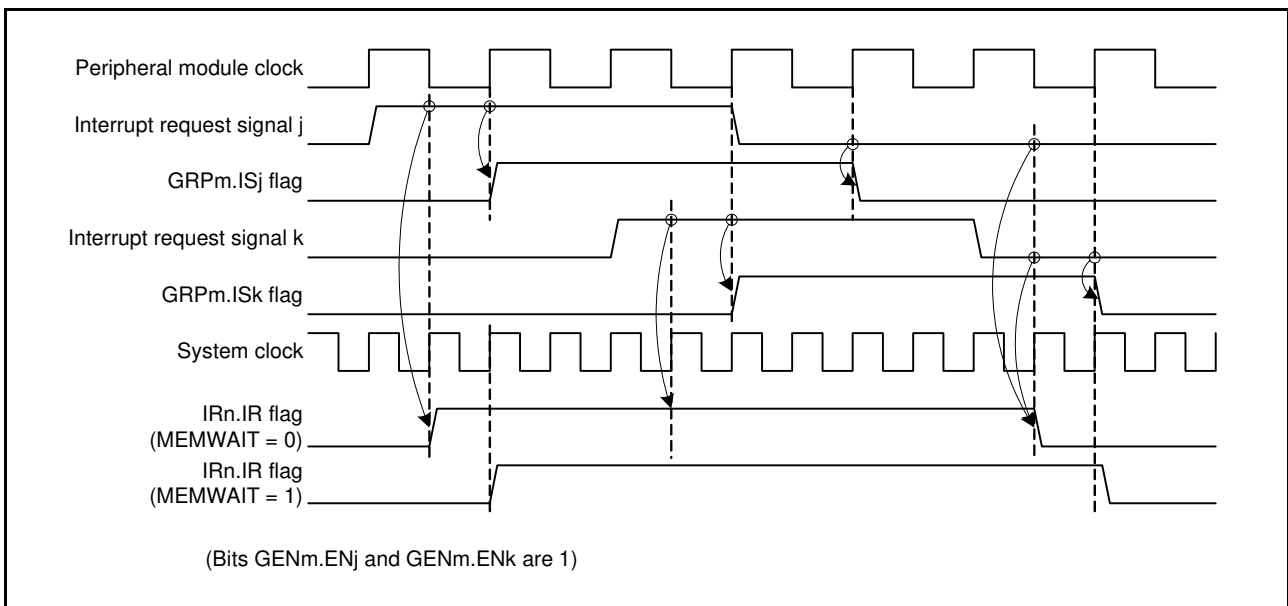 Peripheral module clock
Interrupt request signal j
GRPm.ISj flag
Interrupt request signal k
GRPm.ISk flag
System clock
IRn.IR flag
(MEMWAIT = 0)
IRn.IR flag
(MEMWAIT = 1)
(Bits GENm.ENj and GENm.ENk are 1)